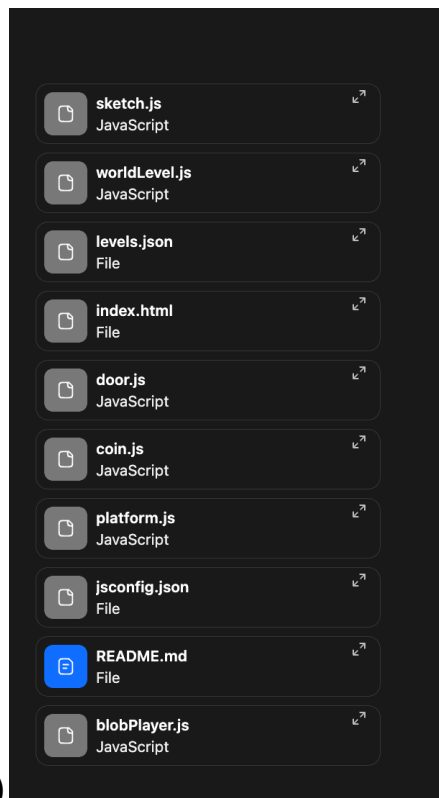 sketch.js
JavaScript
worldLevel.js
JavaScript
levels.json
File
index.html
File
door.js
JavaScript
coin.js
JavaScript
platform.js
JavaScript
jsconfig.json
File
README.md
File
blobPlayer.js
JavaScript